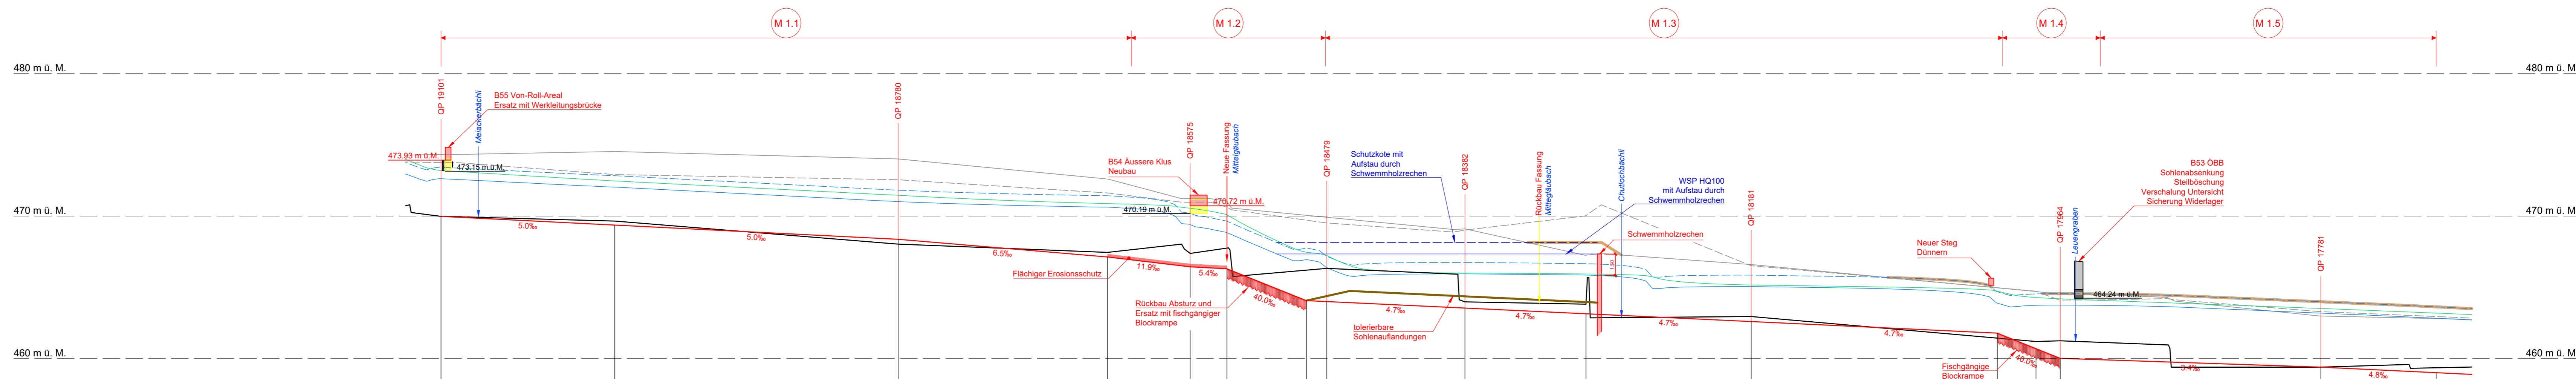 M 1.1
M 1.2
M 1.3
M 1.4
M 1.5
480 m ü. M.
480 m ü. M.
QP 19101
Meiackerbächli
B55 Von-Roll-Areal
Ersatz mit Werkleitungsbrücke
QP 18780
473.93 m ü.M.
473.15 m ü.M.
B54 Äussere Klus
Neubau
QP 18575
Neue Fassung
Mittelgäubach
QP 18479
Schutzkote mit
Aufstau durch
Schwemmholzrechen
QP 18382
Rückbau Fassung
Mittelgäubach
Chutlochbächli
WSP HQ100
mit Aufstau durch
Schwemmholzrechen
QP 18181
B53 ÖBB
Sohlenabsenkung
Steilböschung
Verschalung Untersicht
Sicherung Widerlager
QP 17964
Leuengraben
QP 17781
470 m ü. M.
470 m ü. M.
470.19 m ü.M.
470.72 m ü.M.
Schwemmholzrechen
Neuer Steg
Dünnern
464.24 m ü.M.
5.0‰
5.0‰
6.5‰
Flächiger Erosionsschutz
11.9‰
5.4‰
40.0‰
Rückbau Absturz und
Ersatz mit fischgängiger
Blockrampe
4.7‰
tolerierbare
Sohlenauflandungen
4.7‰
4.7‰
4.7‰
40.0‰
Fischgängige
Blockrampe
3.4‰
4.8‰
460 m ü. M.
460 m ü. M.